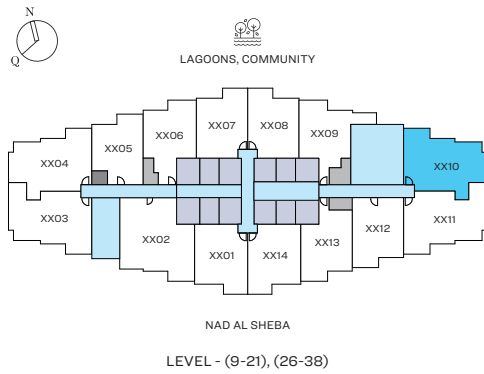 N
Q
LAGOONS, COMMUNITY
XX07 XX08
XX06 XX09
XX05
XX04 XX10
XX03 XX11
XX02 XX12
XX01 XX14 XX13
NAD AL SHEBA
LEVEL - (9-21), (26-38)